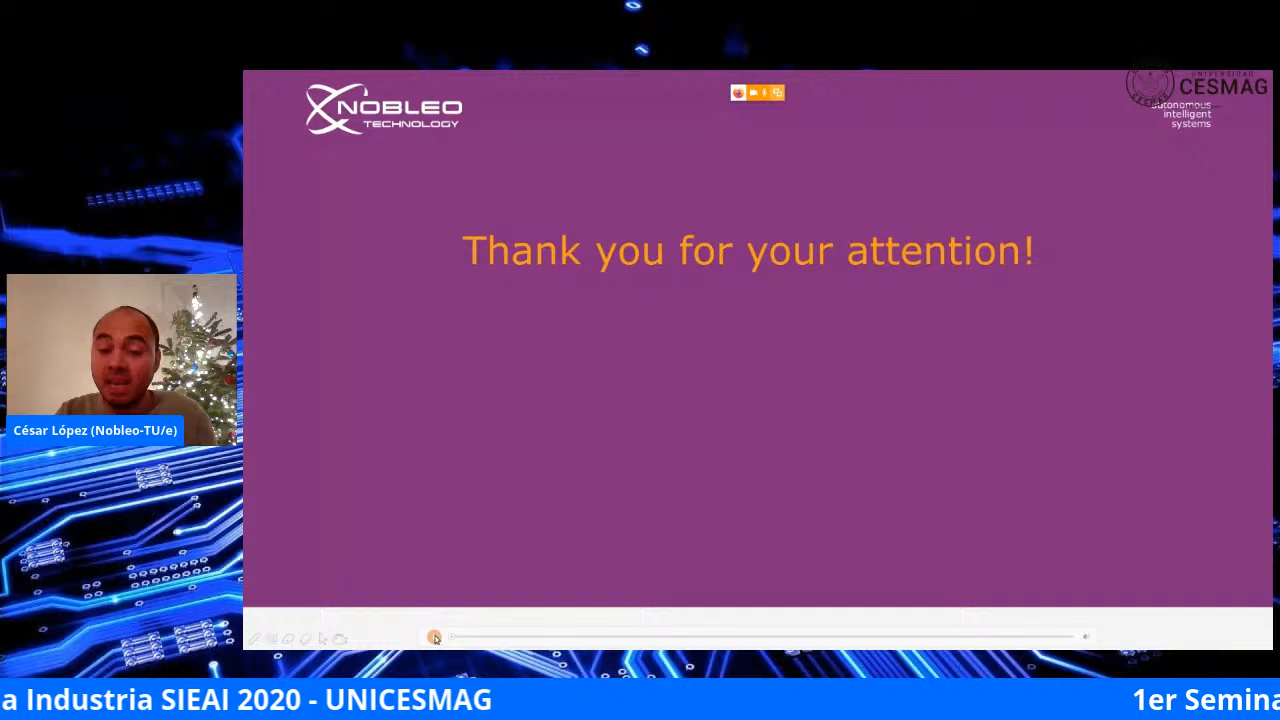 NOBLEO
TECHNOLOGY
UNIVERSIDAD
CESMAG
autonomous
intelligent
systems
Thank you for your attention!
César López (Nobleo-TU/e)
a Industria SIEAI 2020 - UNICESMAG
1er Semina